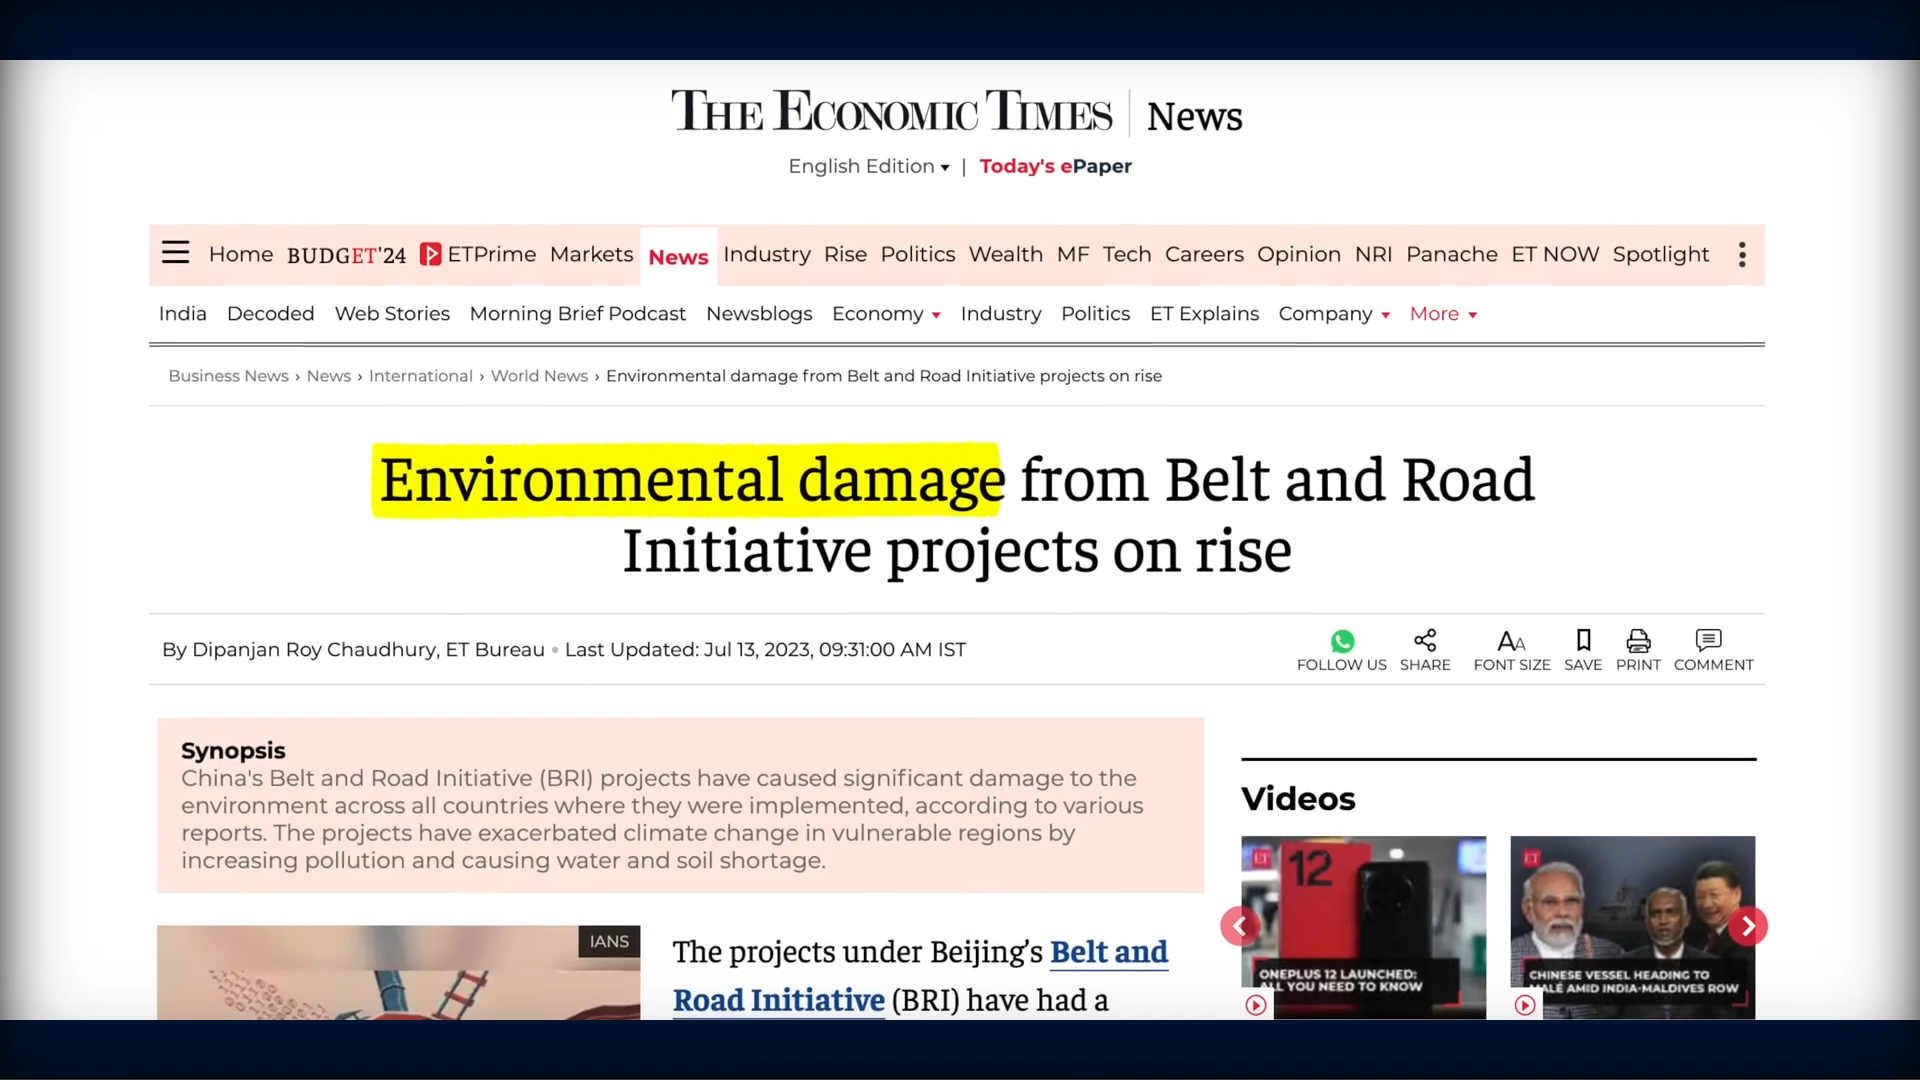 THE ECONOMIC TIMES | News
English Edition | Today's ePaper
Home BUDGET'24 ETPrime Markets News Industry Rise Politics Wealth MF Tech Careers Opinion NRI Panache ET NOW Spotlight
India Decoded Web Stories Morning Brief Podcast Newsblogs Economy Industry Politics ET Explains Company More
Business News › News › International › World News › Environmental damage from Belt and Road Initiative projects on rise
Environmental damage from Belt and Road
Initiative projects on rise
By Dipanjan Roy Chaudhury, ET Bureau • Last Updated: Jul 13, 2023, 09:31:00 AM IST
FOLLOW US SHARE FONT SIZE SAVE PRINT COMMENT
Synopsis
China's Belt and Road Initiative (BRI) projects have caused significant damage to the
environment across all countries where they were implemented, according to various
reports. The projects have exacerbated climate change in vulnerable regions by
increasing pollution and causing water and soil shortage.
IANS
The projects under Beijing’s Belt and
Road Initiative (BRI) have had a
Videos
ET
12
ONEPLUS 12 LAUNCHED:
ALL YOU NEED TO KNOW
ET
CHINESE VESSEL HEADING TO
MALÉ AMID INDIA-MALDIVES ROW